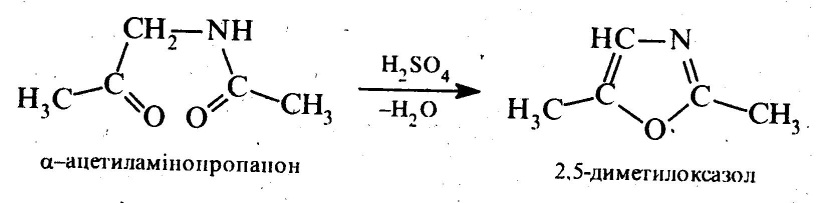 CH₂—NH
H₃C—C
O
O
C
CH₃
H₂SO₄
–H₂O
HC—N
H₃C—C
O
C—CH₃
α–ацетиламінопропанон
2,5-диметилоксазол